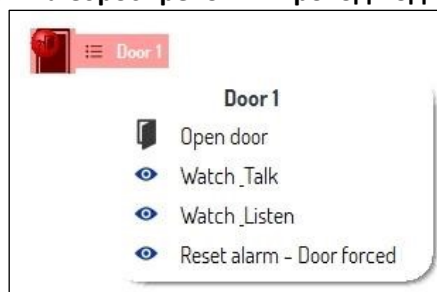 Door 1
Door 1
Open door
Watch_Talk
Watch_Listen
Reset alarm - Door forced